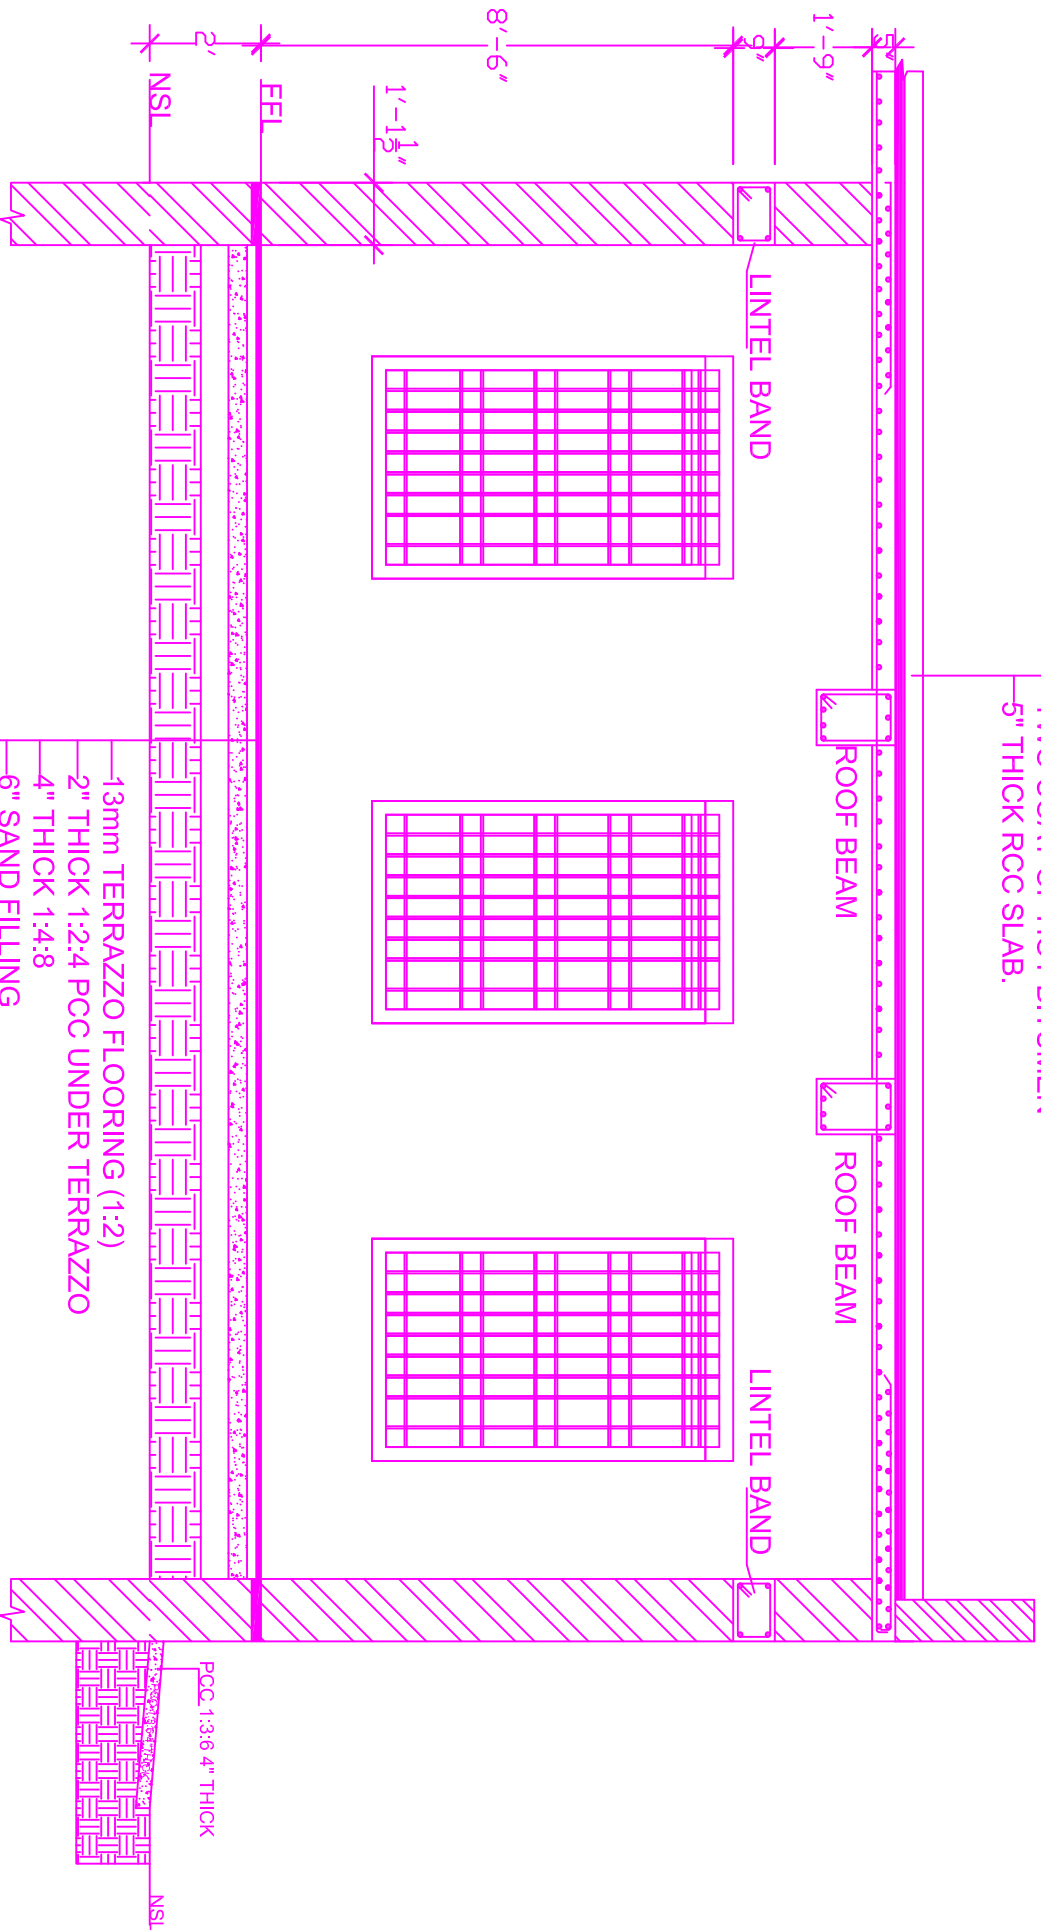 5" THICK RCC SLAB.
5"
1'-9"
9"
8'-6"
2'
1'-1 1/2"
FFL
NSL
LINTEL BAND
ROOF BEAM
ROOF BEAM
LINTEL BAND
13mm TERRAZZO FLOORING (1:2)
2" THICK 1:2:4 PCC UNDER TERRAZZO
4" THICK 1:4:8
6" SAND FILLING
PCC 1:3:6 4" THICK
NSL